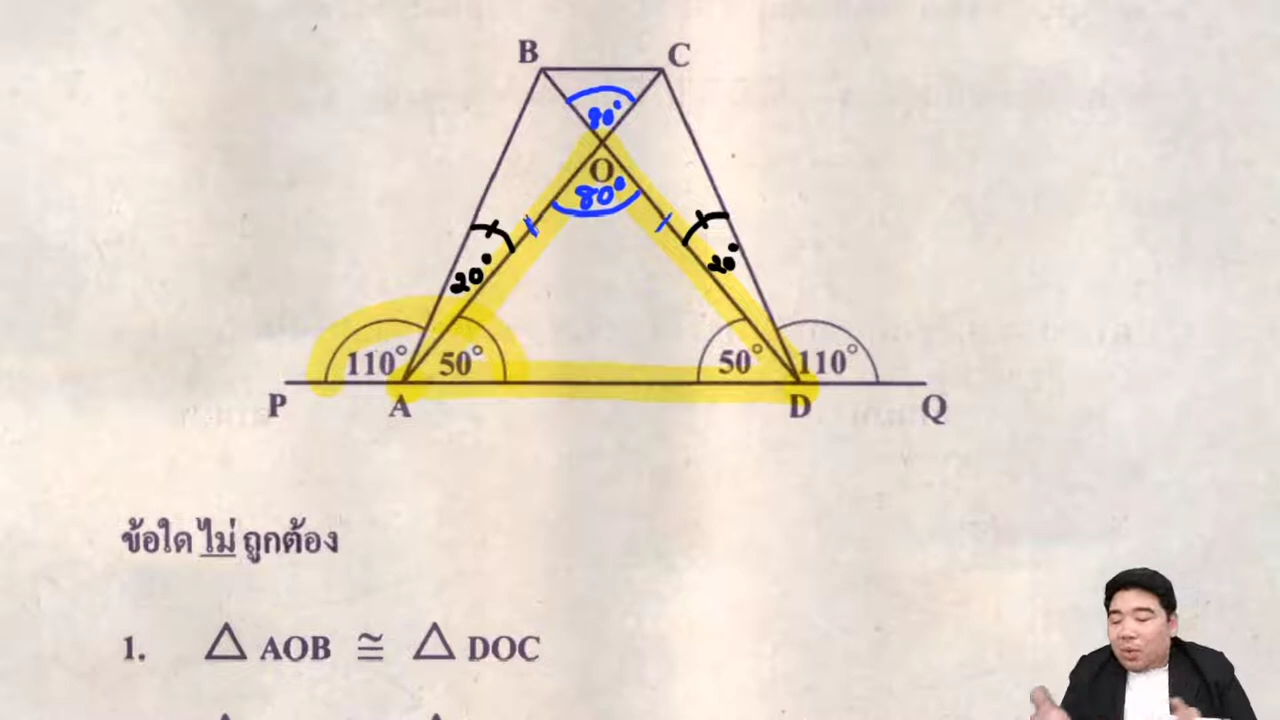 B C
80°
O
80°
20° 20°
110° 50° 50° 110°
P A D Q
ข้อใด ไม่ ถูกต้อง
1. △ AOB ≅ △ DOC